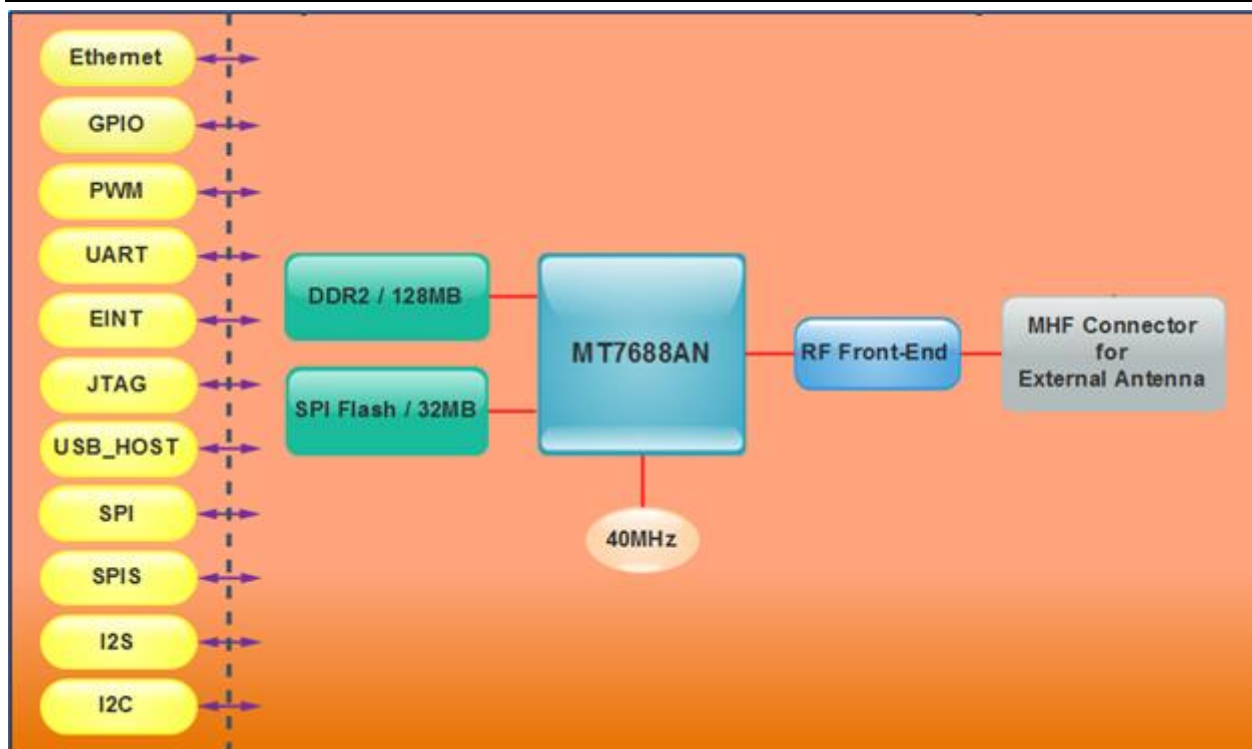 Ethernet
GPIO
PWM
UART
EINT
JTAG
USB_HOST
SPI
SPIS
I2S
I2C
DDR2 / 128MB
SPI Flash / 32MB
MT7688AN
40MHz
RF Front-End
MHF Connector
for
External Antenna